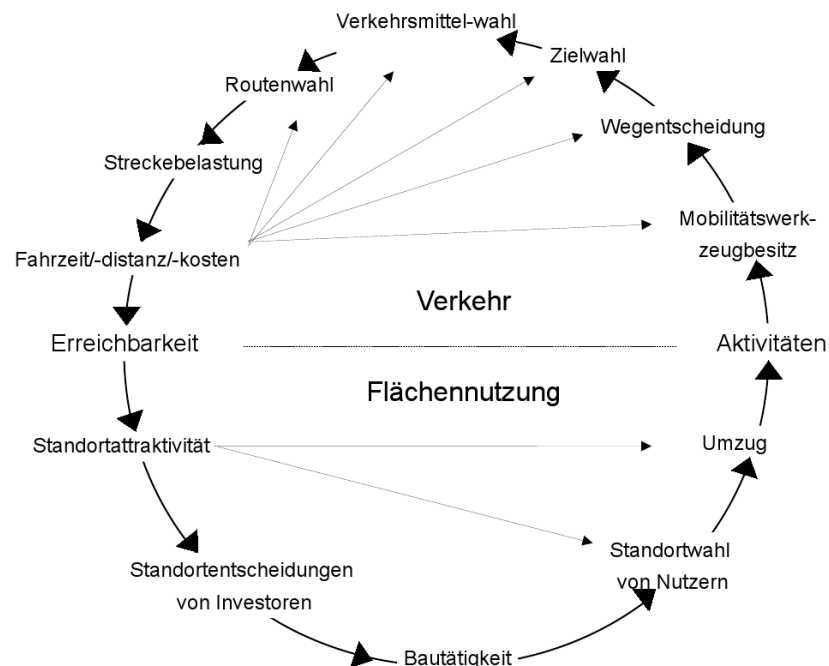 Verkehrsmittel-wahl
Zielwahl
Routenwahl
Wegentscheidung
Streckebelastung
Mobilitätswerk-
zeugbesitz
Fahrzeit/-distanz/-kosten
Verkehr
Erreichbarkeit
Aktivitäten
Flächennutzung
Standortattraktivität
Umzug
Standortwahl
von Nutzern
Standortentscheidungen
von Investoren
Bautätigkeit